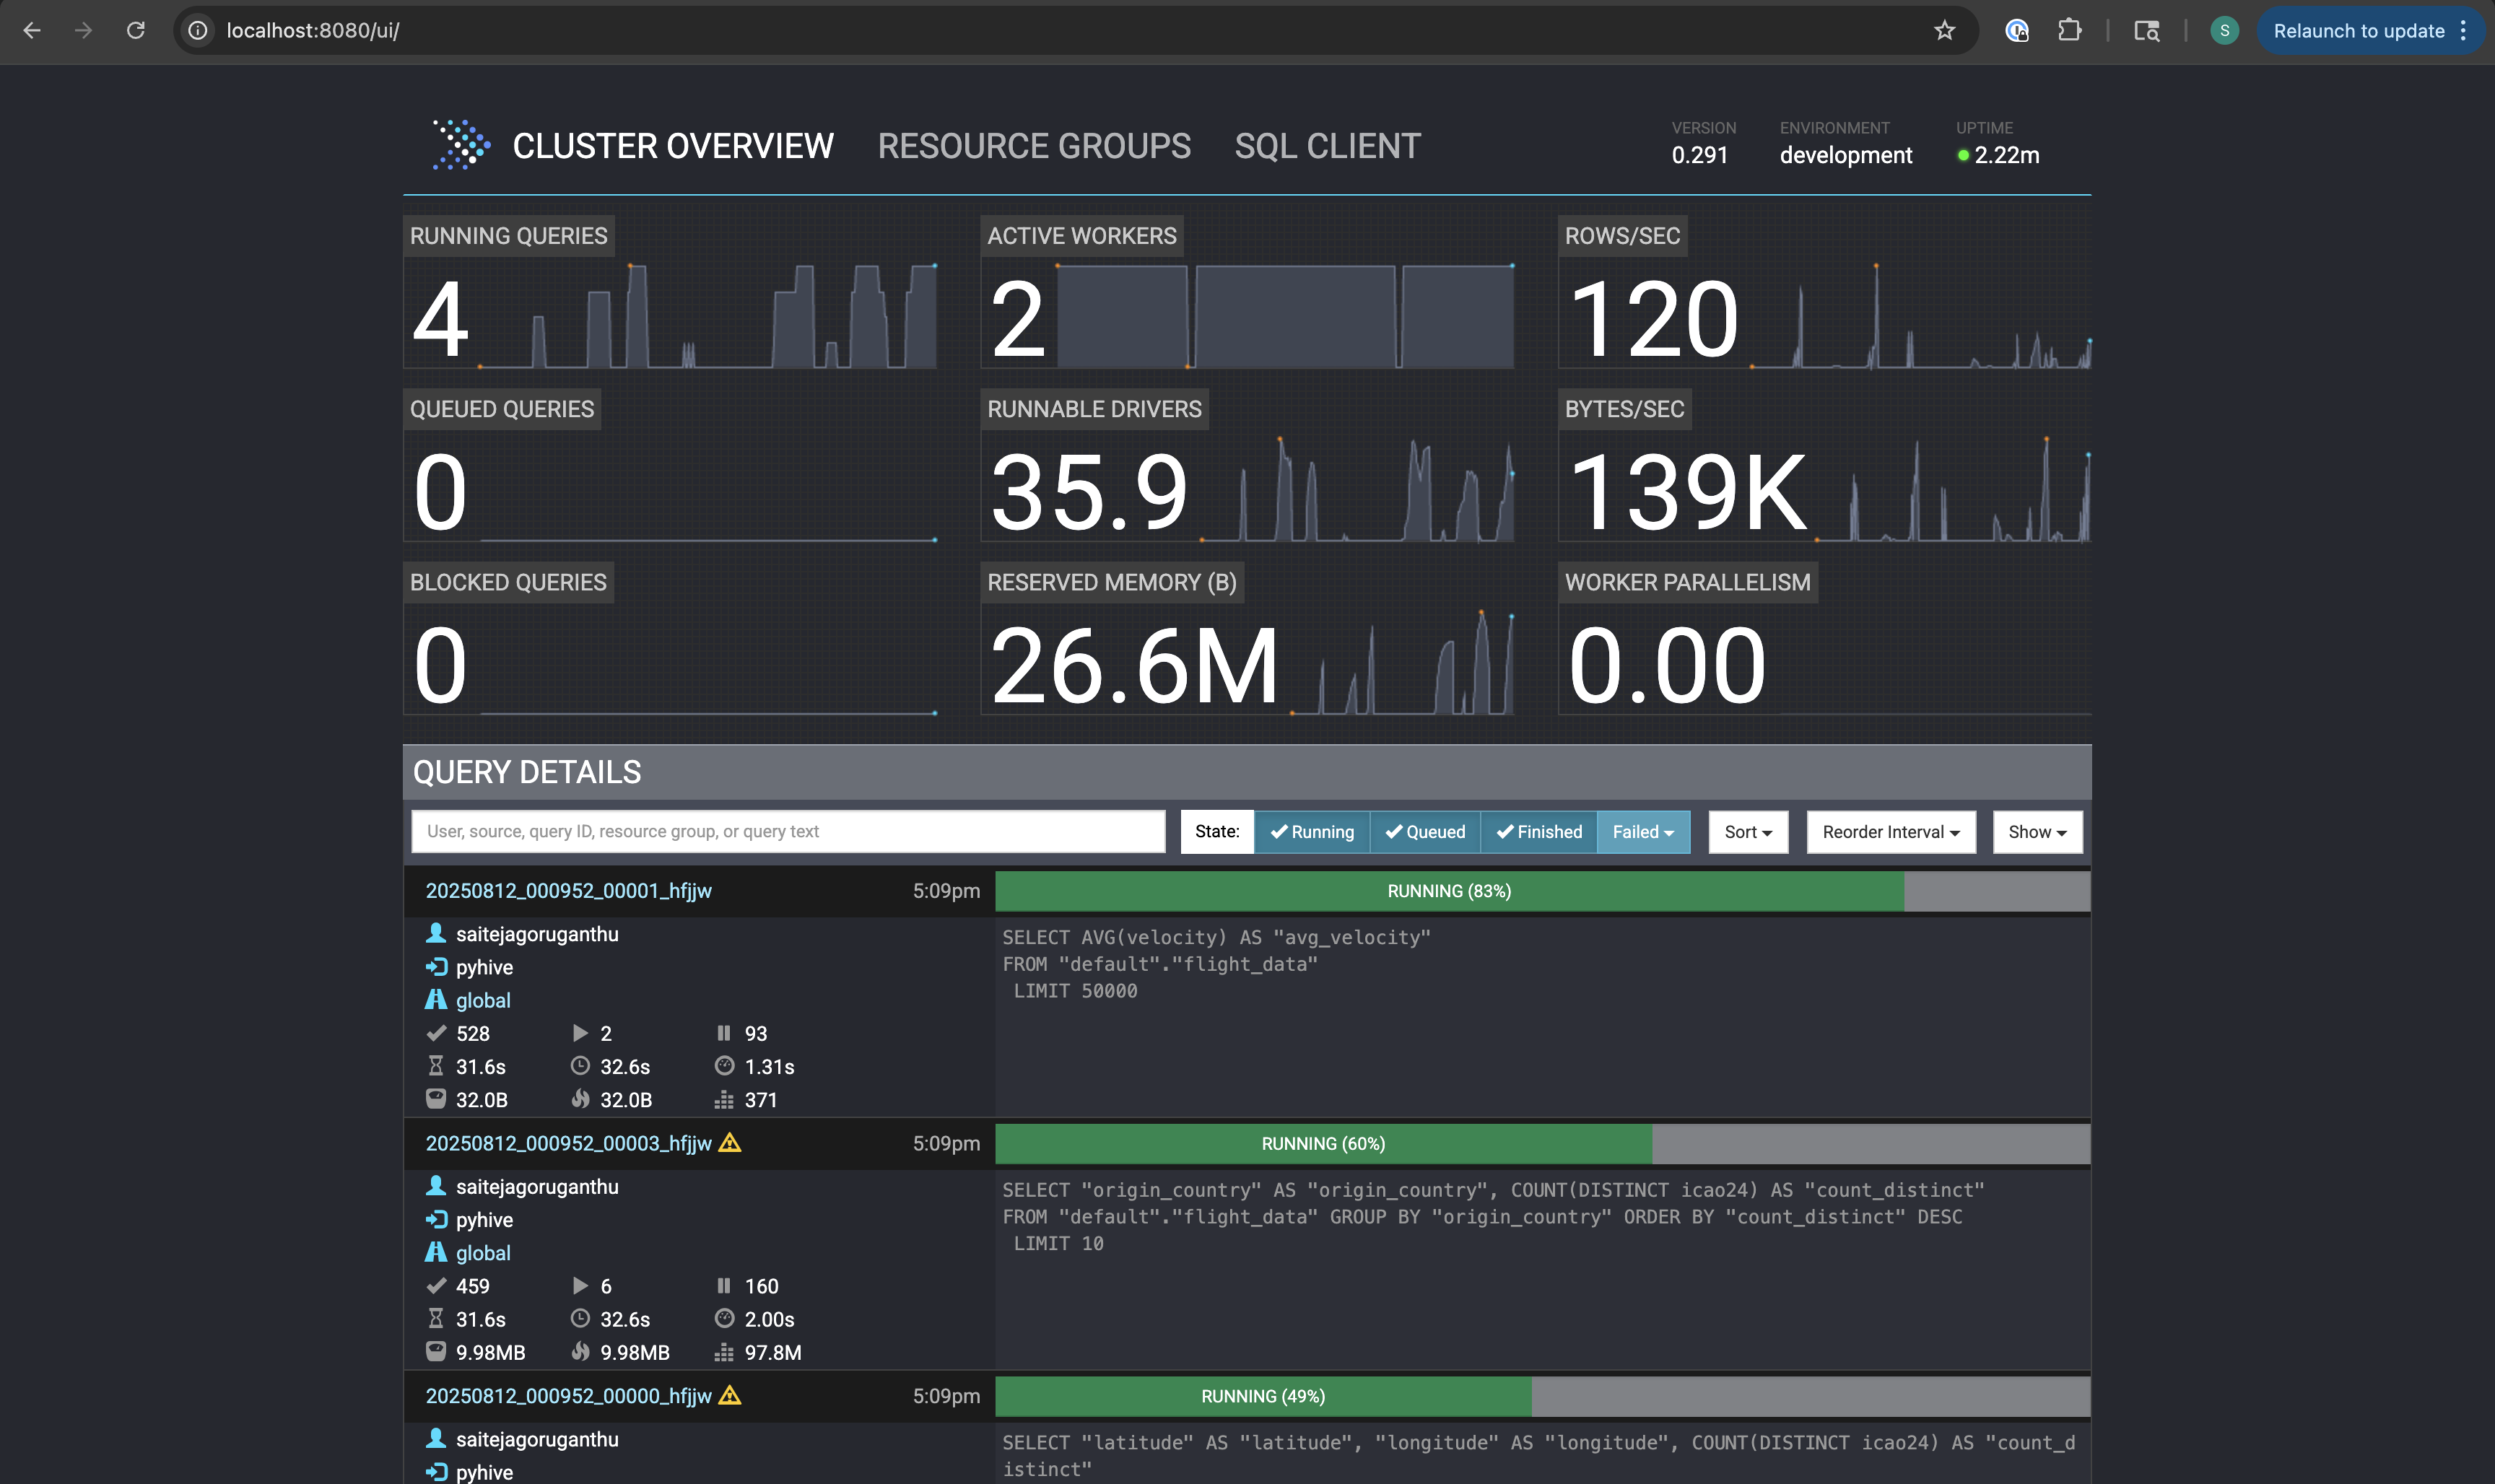 localhost:8080/ui/
S
Relaunch to update
CLUSTER OVERVIEW
RESOURCE GROUPS
SQL CLIENT
VERSION
0.291
ENVIRONMENT
development
UPTIME
2.22m
RUNNING QUERIES
4
ACTIVE WORKERS
2
ROWS/SEC
120
QUEUED QUERIES
0
RUNNABLE DRIVERS
35.9
BYTES/SEC
139K
BLOCKED QUERIES
0
RESERVED MEMORY (B)
26.6M
WORKER PARALLELISM
0.00
QUERY DETAILS
User, source, query ID, resource group, or query text
State:
Running
Queued
Finished
Failed
Sort
Reorder Interval
Show
20250812_000952_00001_hfjjw
5:09pm
RUNNING (83%)
saitejagoruganthu
pyhive
global
528 2 93
31.6s 32.6s 1.31s
32.0B 32.0B 371
SELECT AVG(velocity) AS "avg_velocity"
FROM "default"."flight_data"
LIMIT 50000
20250812_000952_00003_hfjjw
5:09pm
RUNNING (60%)
saitejagoruganthu
pyhive
global
459 6 160
31.6s 32.6s 2.00s
9.98MB 9.98MB 97.8M
SELECT "origin_country" AS "origin_country", COUNT(DISTINCT icao24) AS "count_distinct"
FROM "default"."flight_data" GROUP BY "origin_country" ORDER BY "count_distinct" DESC
LIMIT 10
20250812_000952_00000_hfjjw
5:09pm
RUNNING (49%)
saitejagoruganthu
pyhive
SELECT "latitude" AS "latitude", "longitude" AS "longitude", COUNT(DISTINCT icao24) AS "count_d
istinct"